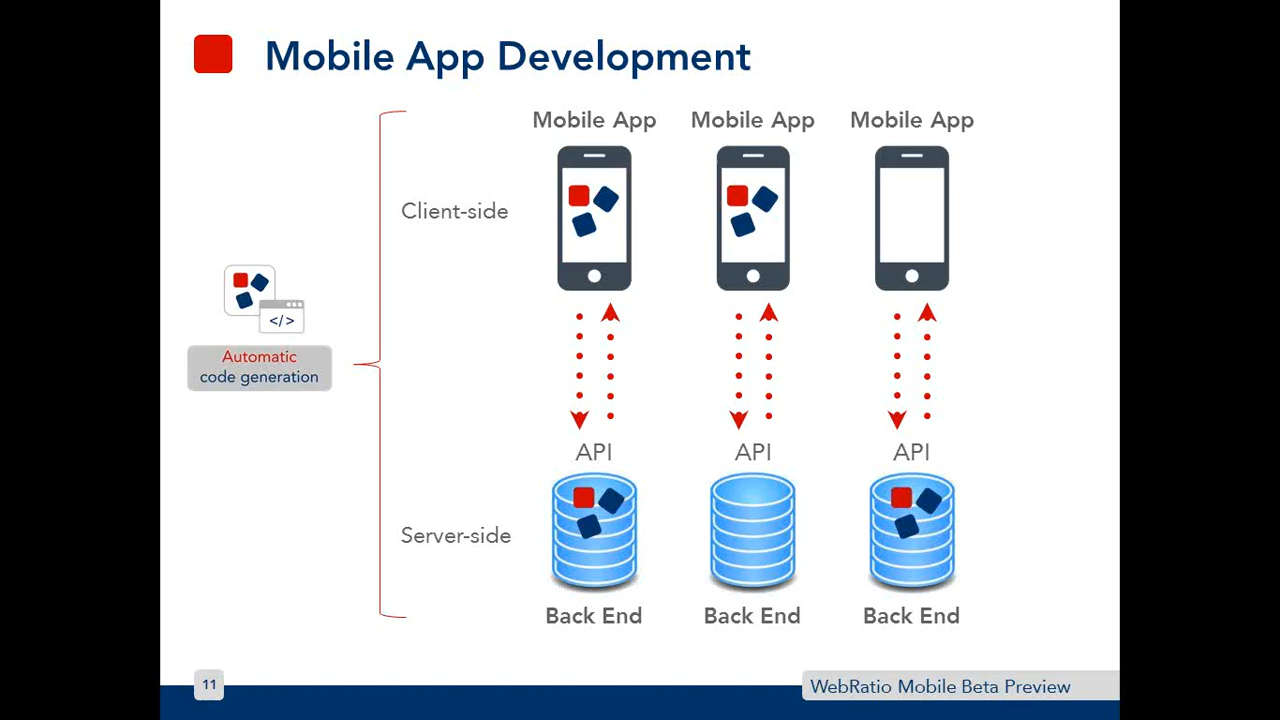 Mobile App Development
Mobile App Mobile App Mobile App
Client-side
</>
Automatic
code generation
API API API
Server-side
Back End Back End Back End
11
WebRatio Mobile Beta Preview